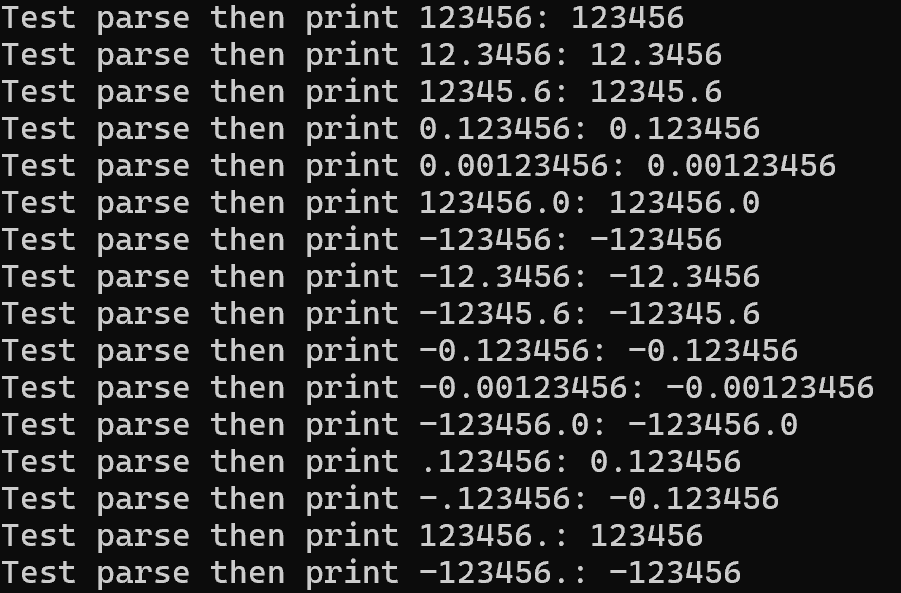 Test parse then print 123456: 123456
Test parse then print 12.3456: 12.3456
Test parse then print 12345.6: 12345.6
Test parse then print 0.123456: 0.123456
Test parse then print 0.00123456: 0.00123456
Test parse then print 123456.0: 123456.0
Test parse then print -123456: -123456
Test parse then print -12.3456: -12.3456
Test parse then print -12345.6: -12345.6
Test parse then print -0.123456: -0.123456
Test parse then print -0.00123456: -0.00123456
Test parse then print -123456.0: -123456.0
Test parse then print .123456: 0.123456
Test parse then print -.123456: -0.123456
Test parse then print 123456.: 123456
Test parse then print -123456.: -123456